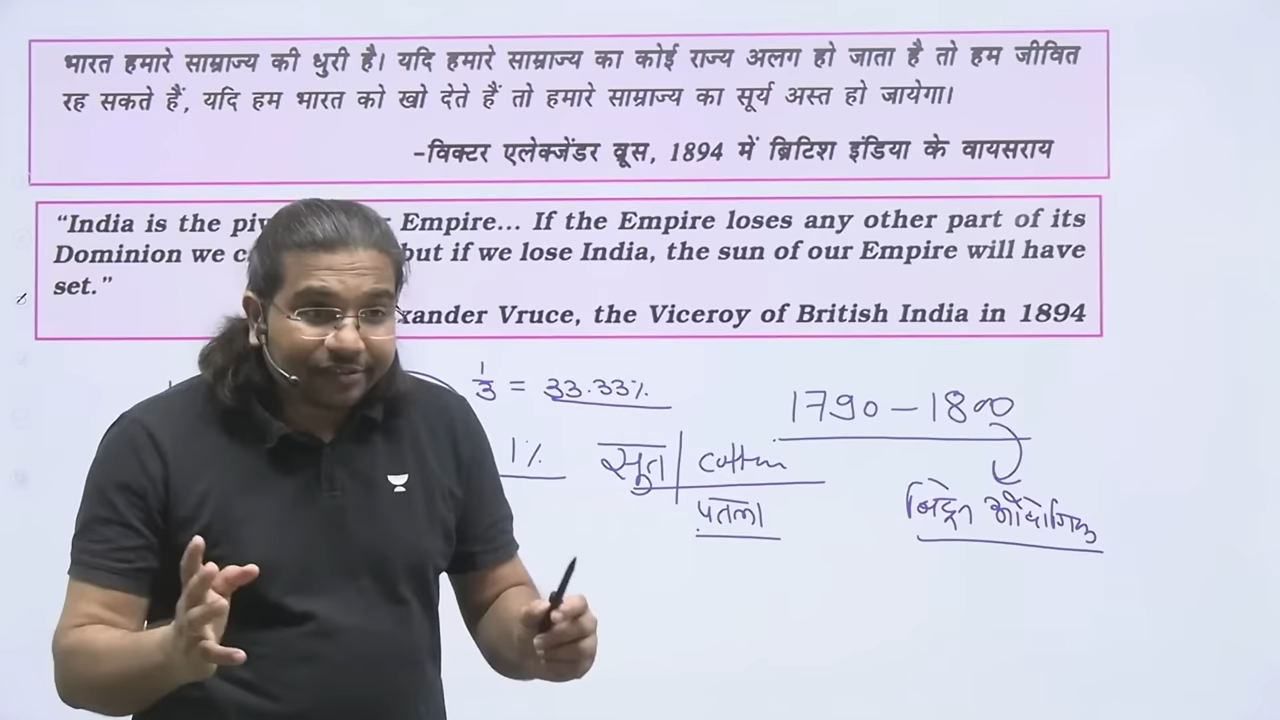 भारत हमारे साम्राज्य की धुरी है। यदि हमारे साम्राज्य का कोई राज्य अलग हो जाता है तो हम जीवित
रह सकते हैं, यदि हम भारत को खो देते हैं तो हमारे साम्राज्य का सूर्य अस्त हो जायेगा।
-विक्टर एलेक्जेंडर ब्रूस, 1894 में ब्रिटिश इंडिया के वायसराय
“India is the Empire... If the Empire loses any other part of its
Dominion we but if we lose India, the sun of our Empire will have
set.”
Vruce, the Viceroy of British India in 1894
1/3 = 33.33%
1790 - 1800
1% सूत | cotton
पतला
ब्रिटेन औद्योगिक